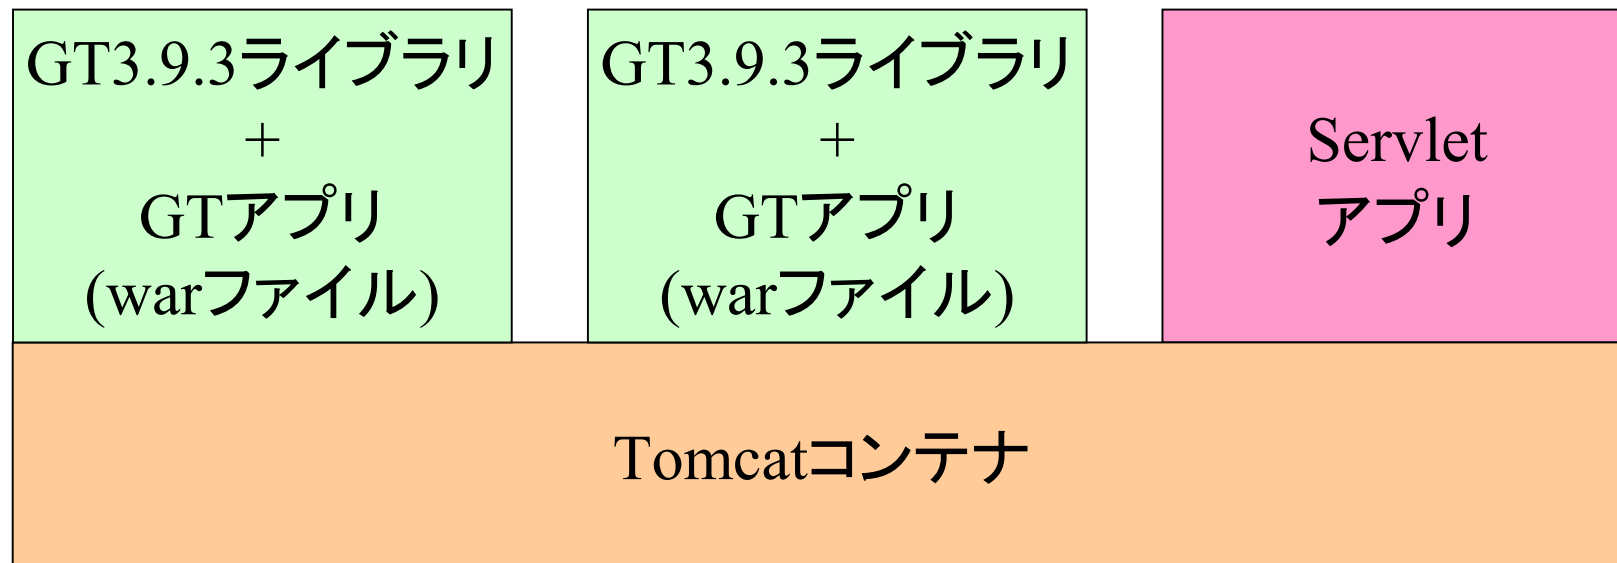 GT3.9.3ライブラリ
+
GTアプリ
(warファイル)
GT3.9.3ライブラリ
+
GTアプリ
(warファイル)
Servlet
アプリ
Tomcatコンテナ